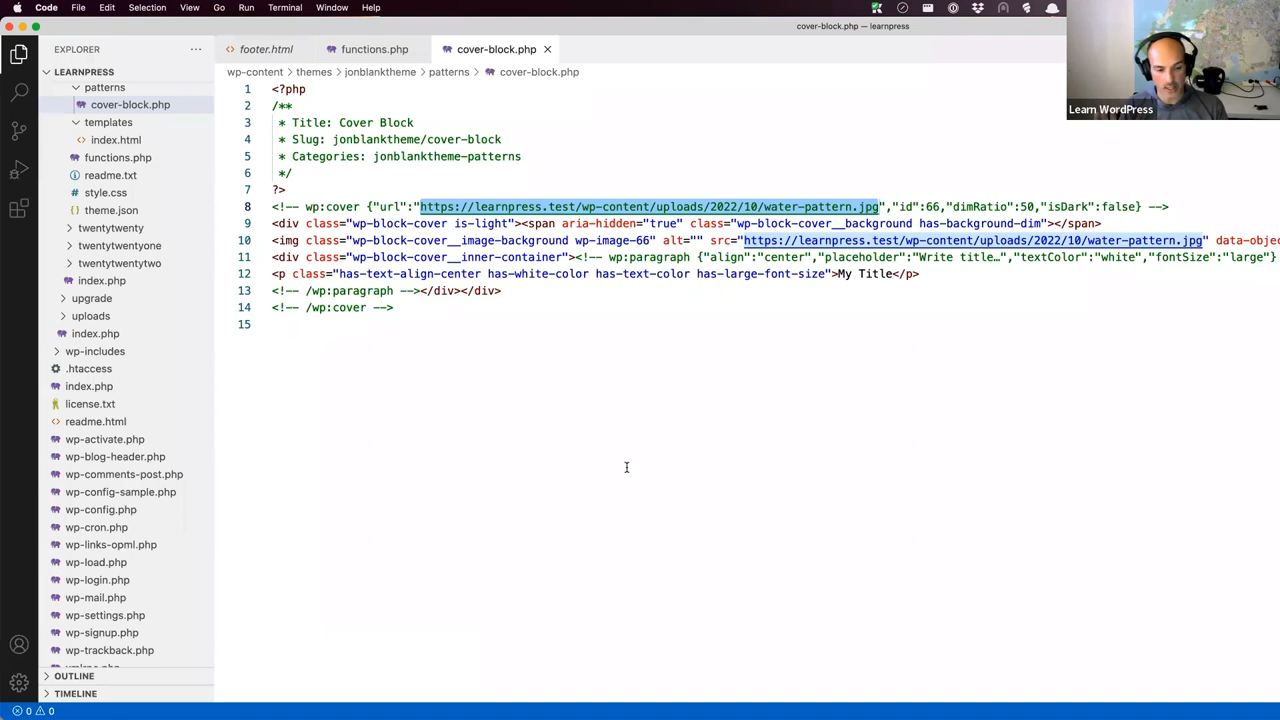 Code File Edit Selection View Go Run Terminal Window Help
cover-block.php — learnpress
EXPLORER
footer.html
functions.php
cover-block.php
LEARNPRESS
wp-content
themes
jonblanktheme
patterns
cover-block.php
patterns
cover-block.php
templates
index.html
functions.php
readme.txt
style.css
theme.json
twentytwenty
twentytwentyone
twentytwentytwo
index.php
upgrade
uploads
index.php
wp-includes
.htaccess
index.php
license.txt
readme.html
wp-activate.php
wp-blog-header.php
wp-comments-post.php
wp-config-sample.php
wp-config.php
wp-cron.php
wp-links-opml.php
wp-load.php
wp-login.php
wp-mail.php
wp-settings.php
wp-signup.php
wp-trackback.php
OUTLINE
TIMELINE
0 0
1 <?php
2 /**
3 * Title: Cover Block
4 * Slug: jonblanktheme/cover-block
5 * Categories: jonblanktheme-patterns
6 */
7 ?>
8 <!-- wp:cover {"url":"https://learnpress.test/wp-content/uploads/2022/10/water-pattern.jpg","id":66,"dimRatio":50,"isDark":false} -->
9 <div class="wp-block-cover is-light"><span aria-hidden="true" class="wp-block-cover__background has-background-dim"></span>
10 <img class="wp-block-cover__image-background wp-image-66" alt="" src="https://learnpress.test/wp-content/uploads/2022/10/water-pattern.jpg" data-objec
11 <div class="wp-block-cover__inner-container"><!-- wp:paragraph {"align":"center","placeholder":"Write title…","textColor":"white","fontSize":"large"}
12 <p class="has-text-align-center has-white-color has-text-color has-large-font-size">My Title</p>
13 <!-- /wp:paragraph --></div></div>
14 <!-- /wp:cover -->
15
Learn WordPress